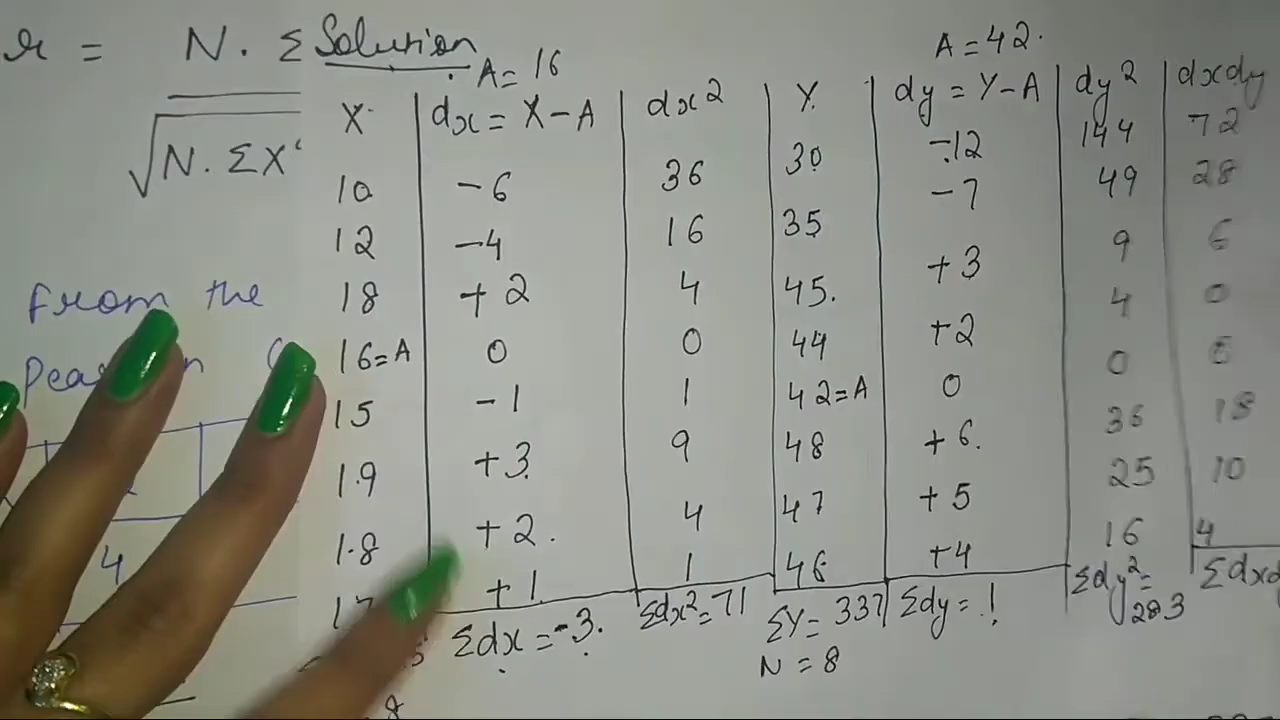 r = N. Σ Solution
A = 16
A = 42.
√N. ΣX
X dx = X-A dx² Y dy = Y-A dy² dxdy
10 -6 36 30 -12 144 72
12 -4 16 35 -7 49 28
18 +2 4 45. +3 9 6
16=A 0 0 44 +2 4 0
15 -1 1 42=A 0 0 0
19 +3 9 48 +6. 36 18
18 +2. 4 47 +5 25 10
17 +1 1 46 +4 16 4
Σdx = -3. Σdx² = 71 ΣY = 337 Σdy = 1 Σdy² = 283 Σdxd
N = 8
From the
4
8